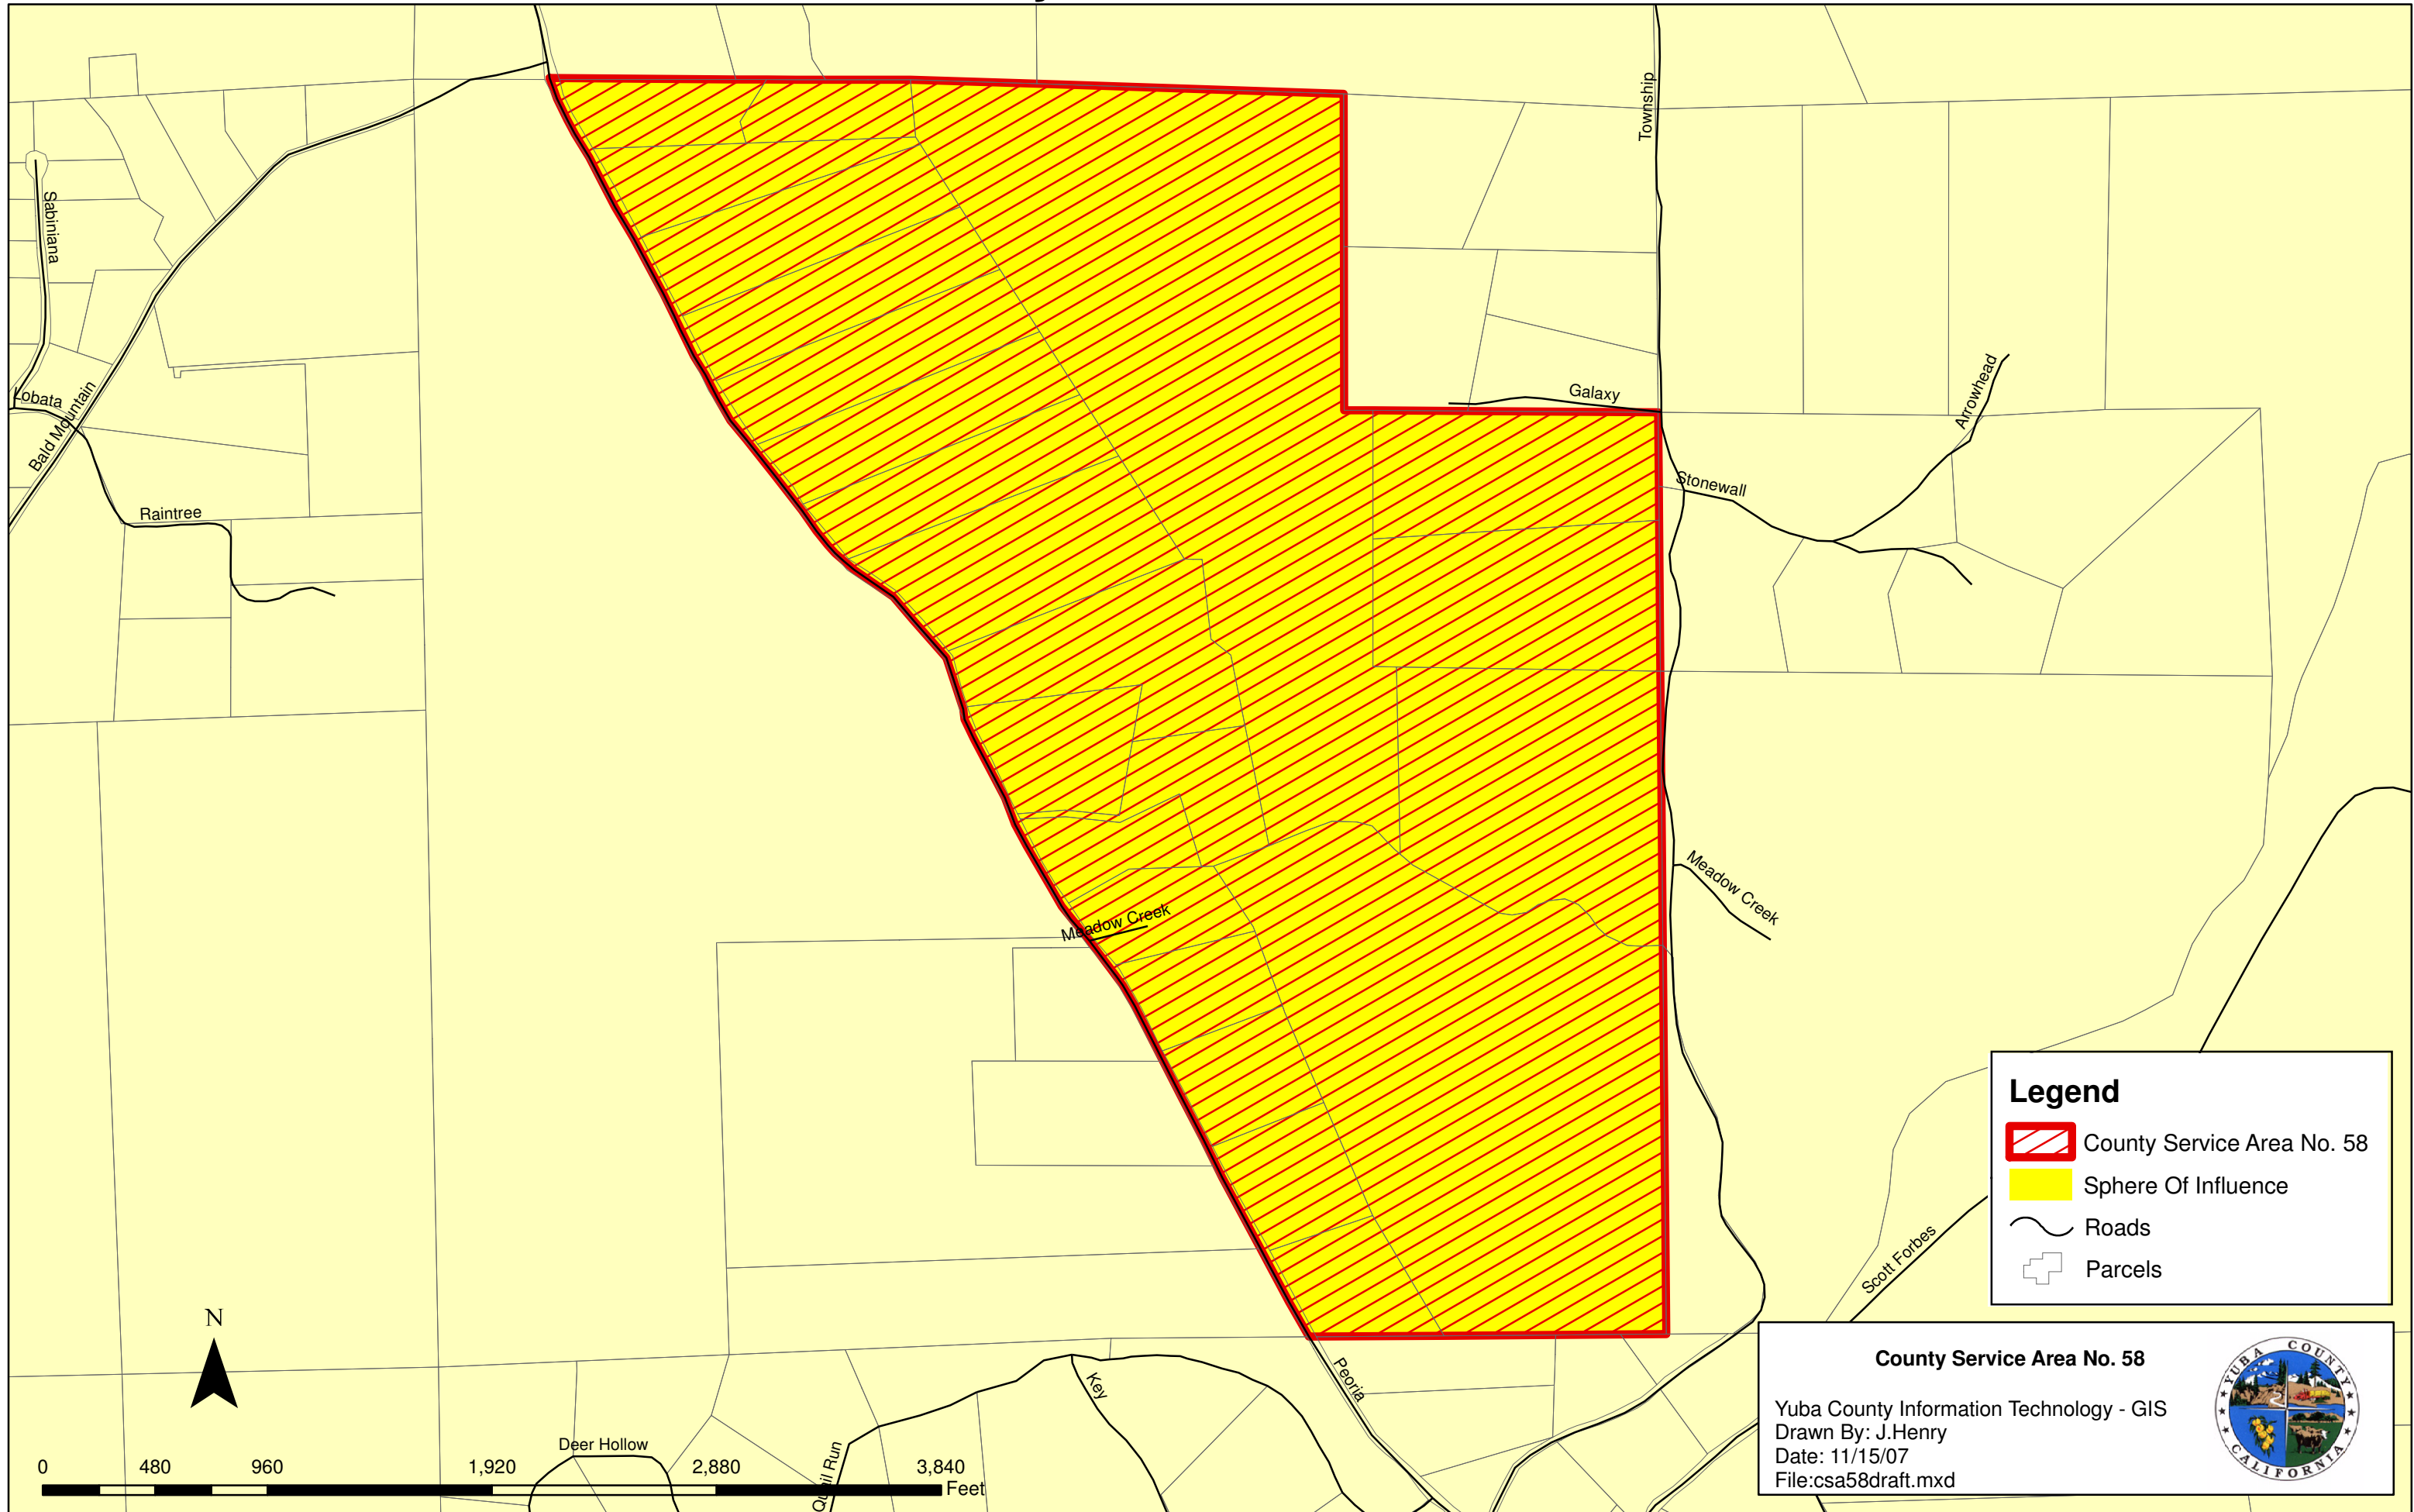 Township
Sabiniana
Lobata
Bald Mountain
Galaxy
Arrowhead
Stonewall
Raintree
Meadow Creek
Meadow Creek
Legend
County Service Area No. 58
Sphere Of Influence
Roads
Parcels
Scott Forbes
N
Peoria
Key
Deer Hollow
Quail Run
0 480 960 1,920 2,880 3,840
Feet
County Service Area No. 58
Yuba County Information Technology - GIS
Drawn By: J.Henry
Date: 11/15/07
File:csa58draft.mxd
YUBA COUNTY
CALIFORNIA